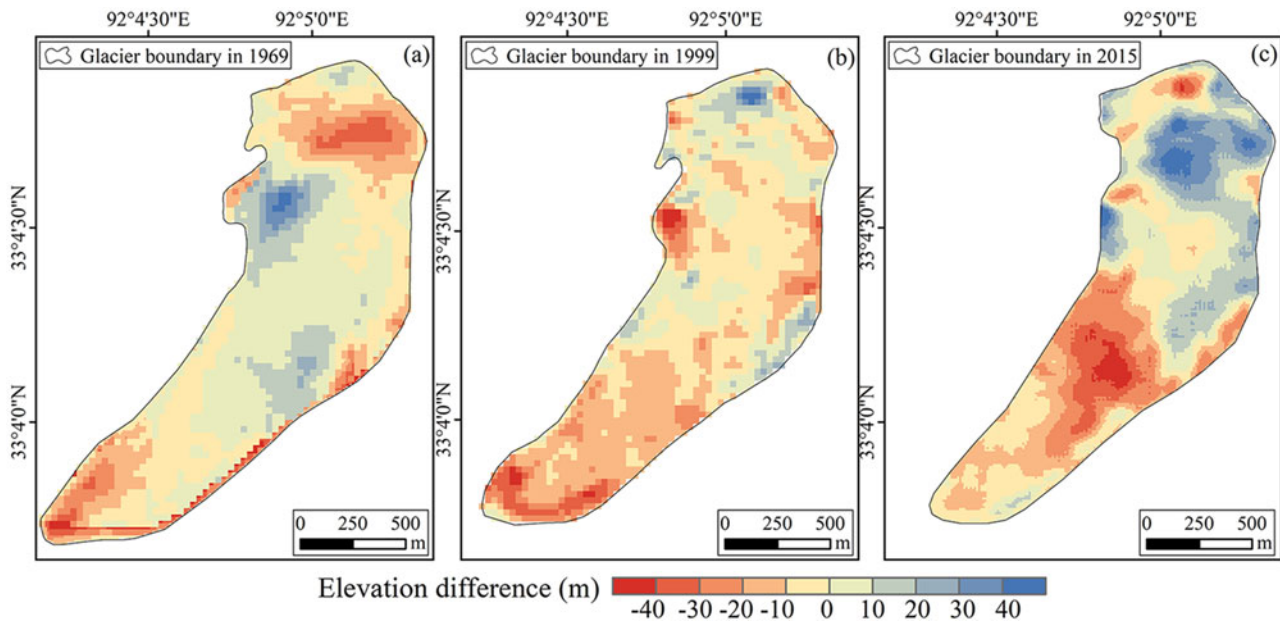 92°4'30"E 92°5'0"E 92°4'30"E 92°5'0"E 92°4'30"E 92°5'0"E
Glacier boundary in 1969 (a)
Glacier boundary in 1999 (b)
Glacier boundary in 2015 (c)
33°4'30"N 33°4'30"N 33°4'30"N
33°4'0"N 33°4'0"N 33°4'0"N
0 250 500
m
0 250 500
m
0 250 500
m
Elevation difference (m)
-40 -30 -20 -10 0 10 20 30 40